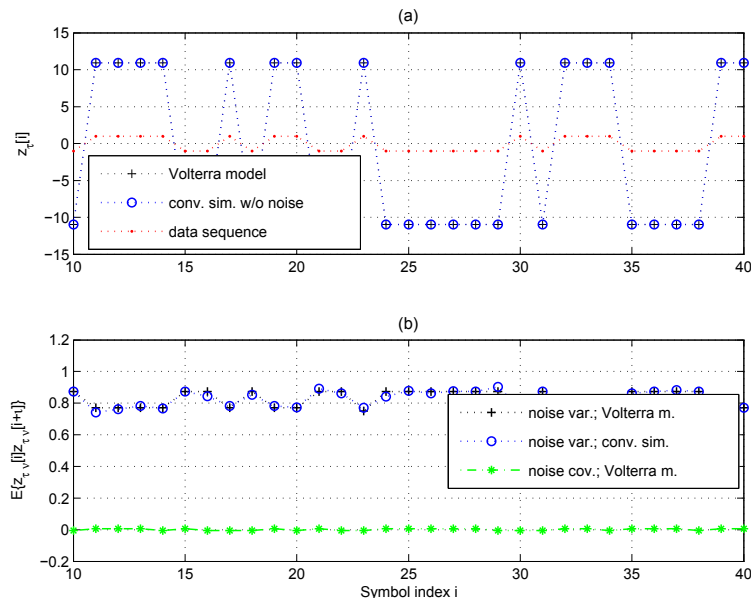 (a)
15
10
5
0
−5
−10
−15
z_τ[i]
Volterra model
conv. sim. w/o noise
data sequence
10 15 20 25 30 35 40
(b)
1.2
1
0.8
0.6
0.4
0.2
0
−0.2
E{z_τ ν[i]z_τ ν[i+ι]}
noise var.; Volterra m.
noise var.; conv. sim.
noise cov.; Volterra m.
10 15 20 25 30 35 40
Symbol index i